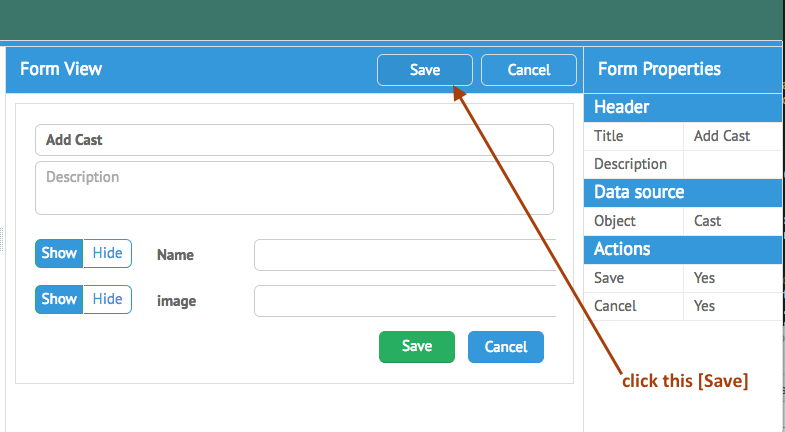 Form View
Save
Cancel
Form Properties
Header
Title Add Cast
Description
Data source
Object Cast
Actions
Save Yes
Cancel Yes
Add Cast
Description
Show Hide Name
Show Hide image
Save Cancel
click this [Save]